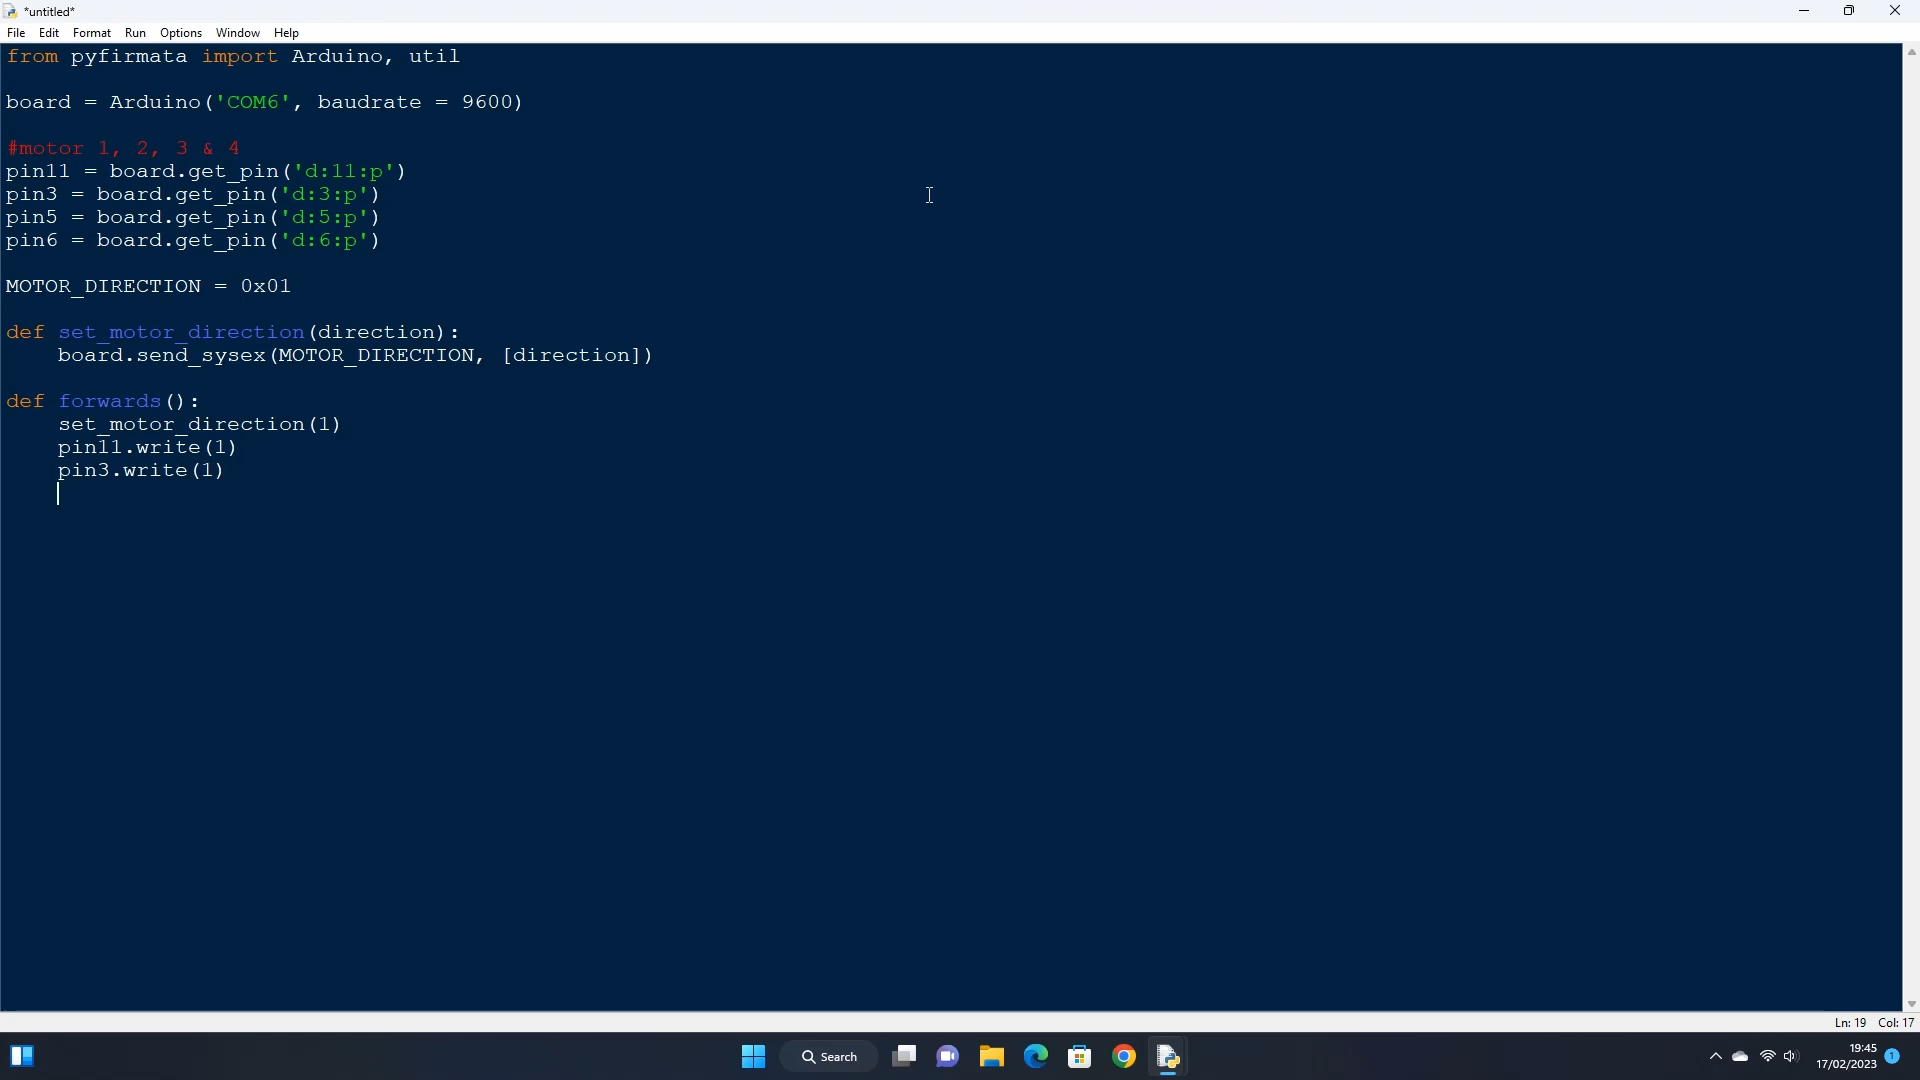 *untitled*
File Edit Format Run Options Window Help
from pyfirmata import Arduino, util
board = Arduino('COM6', baudrate = 9600)
#motor 1, 2, 3 & 4
pin11 = board.get_pin('d:11:p')
pin3 = board.get_pin('d:3:p')
pin5 = board.get_pin('d:5:p')
pin6 = board.get_pin('d:6:p')
MOTOR_DIRECTION = 0x01
def set_motor_direction(direction):
    board.send_sysex(MOTOR_DIRECTION, [direction])
def forwards():
    set_motor_direction(1)
    pin11.write(1)
    pin3.write(1)
Ln: 19 Col: 17
Search
19:45
17/02/2023
1